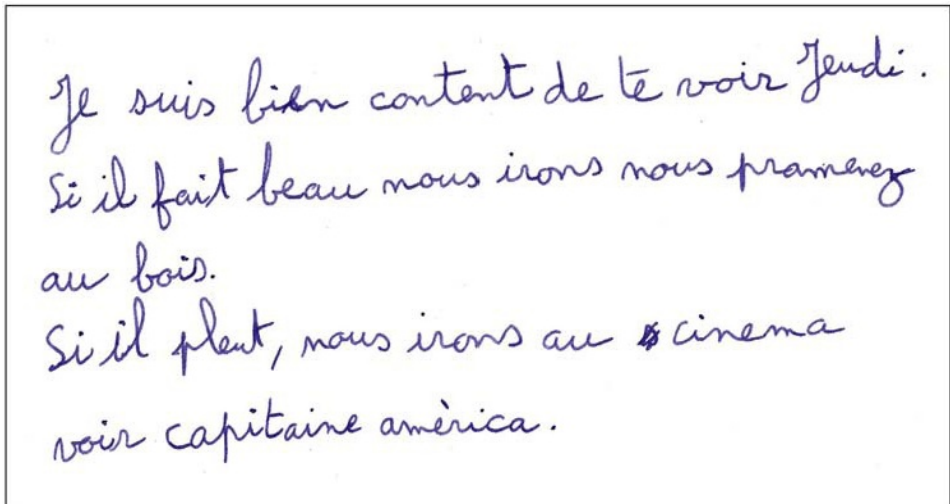 Je suis bien content de te voir Jeudi.
Si il fait beau nous irons nous pramenez
au bois.
Si il pleut, nous irons au cinema
voir capitaine amèrica.